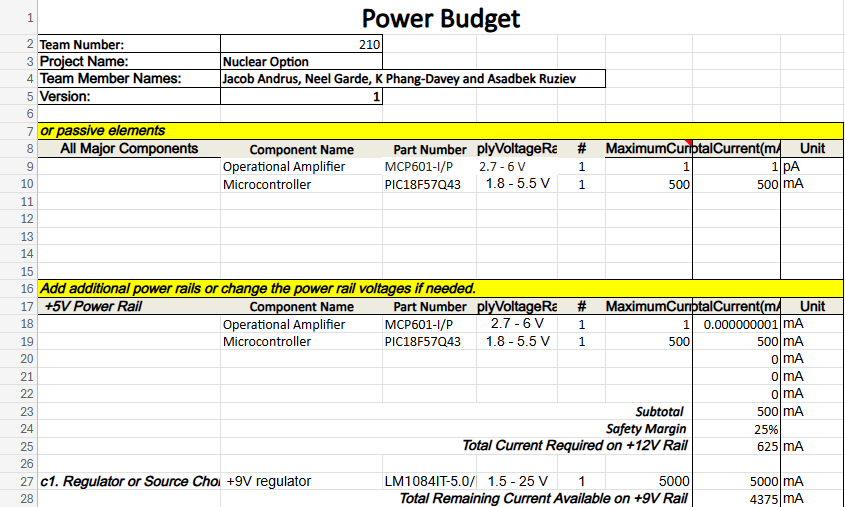 1 Power Budget
2 Team Number: 210
3 Project Name: Nuclear Option
4 Team Member Names: Jacob Andrus, Neel Garde, K Phang-Davey and Asadbek Ruziev
5 Version: 1
6
7 or passive elements
8 All Major Components Component Name Part Number plyVoltageRa # MaximumCur otalCurrent(mA Unit
9 Operational Amplifier MCP601-I/P 2.7 - 6 V 1 1 1 pA
10 Microcontroller PIC18F57Q43 1.8 - 5.5 V 1 500 500 mA
11
12
13
14
15
16 Add additional power rails or change the power rail voltages if needed.
17 +5V Power Rail Component Name Part Number plyVoltageRa # MaximumCur otalCurrent(mA Unit
18 Operational Amplifier MCP601-I/P 2.7 - 6 V 1 1 0.000000001 mA
19 Microcontroller PIC18F57Q43 1.8 - 5.5 V 1 500 500 mA
20 0 mA
21 0 mA
22 0 mA
23 Subtotal 500 mA
24 Safety Margin 25%
25 Total Current Required on +12V Rail 625 mA
26
27 c1. Regulator or Source Choi +9V regulator LM1084IT-5.0/ 1.5 - 25 V 1 5000 5000 mA
28 Total Remaining Current Available on +9V Rail 4375 mA